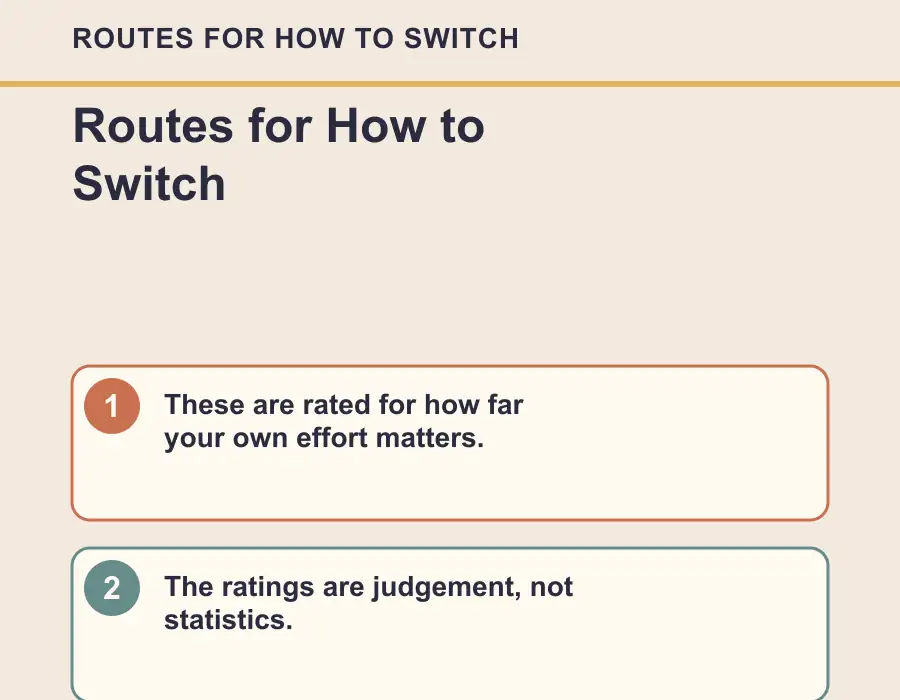 ROUTES FOR HOW TO SWITCH
Routes for How to
Switch
1
These are rated for how far
your own effort matters.
2
The ratings are judgement, not
statistics.